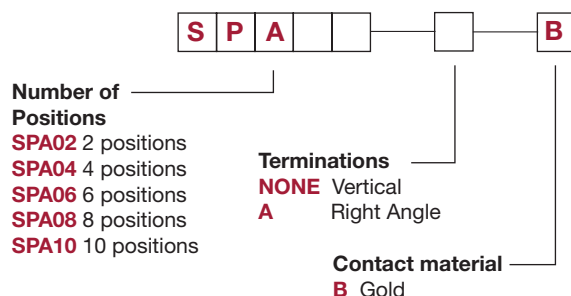 S P A B
Number of
Positions
SPA02 2 positions
SPA04 4 positions
SPA06 6 positions
SPA08 8 positions
SPA10 10 positions
Terminations
NONE Vertical
A Right Angle
Contact material
B Gold